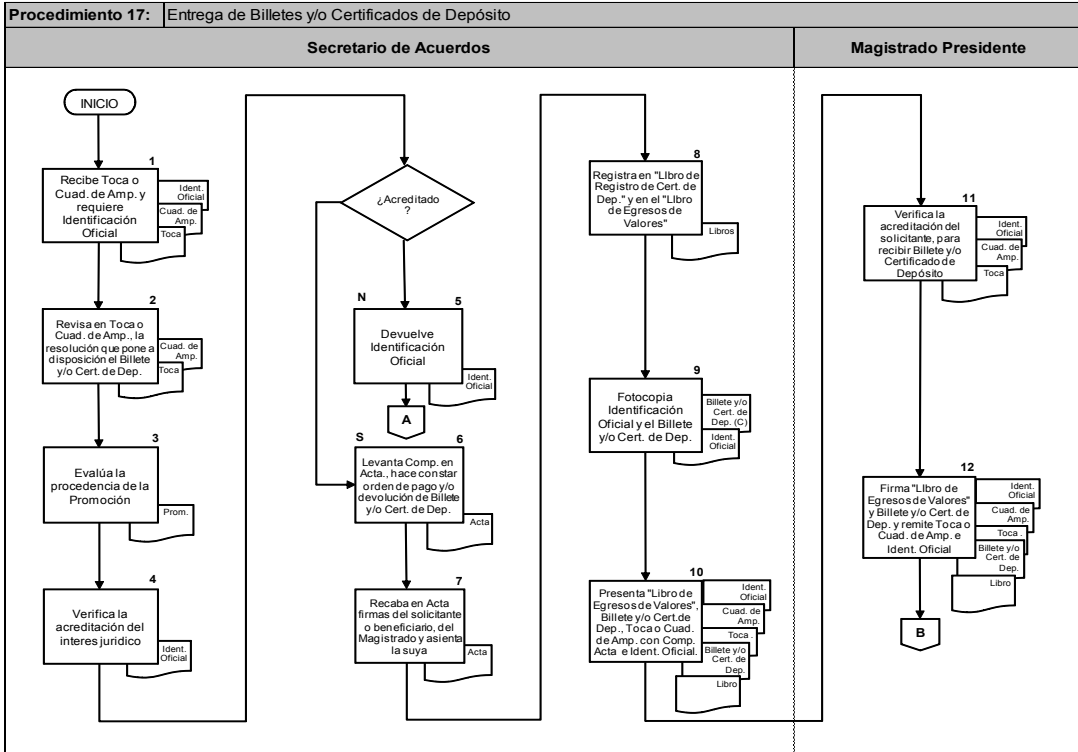 Procedimiento 17: Entrega de Billetes y/o Certificados de Depósito
Secretario de Acuerdos
Magistrado Presidente
INICIO
1
Recibe Toca o
Cuad. de Amp. y
requiere
Identificación
Oficial
Ident.
Oficial
Cuad. de
Amp.
Toca
2
Revisa en Toca o
Cuad. de Amp., la
resolución que pone a
disposición el Billete
y/o Cert. de Dep.
Cuad. de
Amp.
Toca
3
Evalúa la
procedencia de la
Promoción
Prom.
4
Verifica la
acreditación del
interes juridico
Ident.
Oficial
¿Acreditado
?
N
5
Devuelve
Identificación
Oficial
Ident.
Oficial
A
S
6
Levanta Comp. en
Acta., hace constar
orden de pago y/o
devolución de Billete
y/o Cert. de Dep.
Acta
7
Recaba en Acta
firmas del solicitante
o beneficiario, del
Magistrado y asienta
la suya
Acta
8
Registra en "LIbro de
Registro de Cert. de
Dep." y en el "LIbro
de Egresos de
Valores"
Libros
9
Fotocopia
Identificación
Oficial y el Billete
y/o Cert. de Dep.
Billete y/o
Cert. de
Dep. (C)
Ident.
Oficial
10
Presenta "Libro de
Egresos de Valores",
Billete y/o Cert.de
Dep., Toca o Cuad.
de Amp. con Comp.
Acta e Ident. Oficial.
Ident.
Oficial
Cuad. de
Amp.
Toca .
Billete y/o
Cert. de
Dep.
Libro
11
Verifica la
acreditación del
solicitante, para
recibir Billete y/o
Certificado de
Depósito
Ident.
Oficial
Cuad. de
Amp.
Toca
12
Firma "LIbro de
Egresos de Valores"
y Billete y/o Cert. de
Dep. y remite Toca o
Cuad. de Amp. e
Ident. Oficial
Ident.
Oficial
Cuad. de
Amp.
Toca .
Billete y/o
Cert. de
Dep.
Libro
B